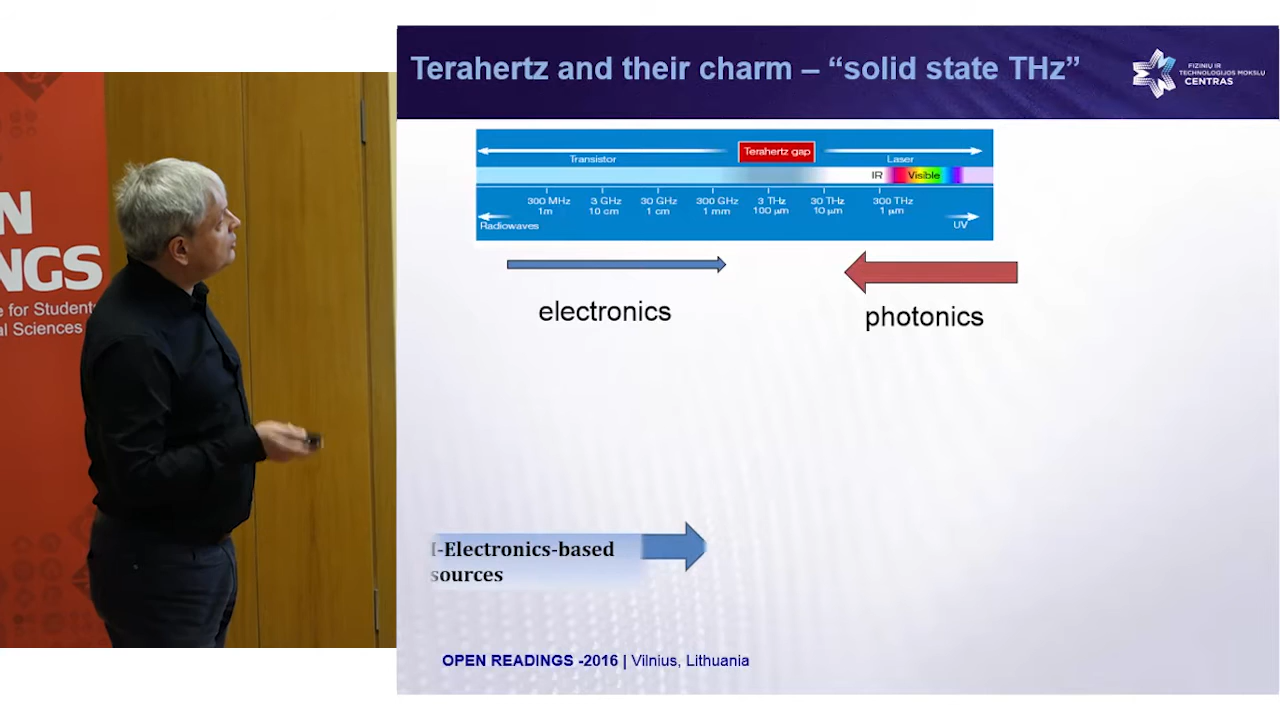 Terahertz and their charm – “solid state THz”
FIZINIŲ IR
TECHNOLOGIJOS MOKSLŲ
CENTRAS
Terahertz gap
Transistor
Laser
IR
Visible
300 MHz 3 GHz 30 GHz 300 GHz 3 THz 30 THz 300 THz
1m 10 cm 1 cm 1 mm 100 µm 10 µm 1 µm
Radiowaves
UV
electronics
photonics
I-Electronics-based
sources
OPEN READINGS -2016 | Vilnius, Lithuania
N
NGS
e for Students
al Sciences